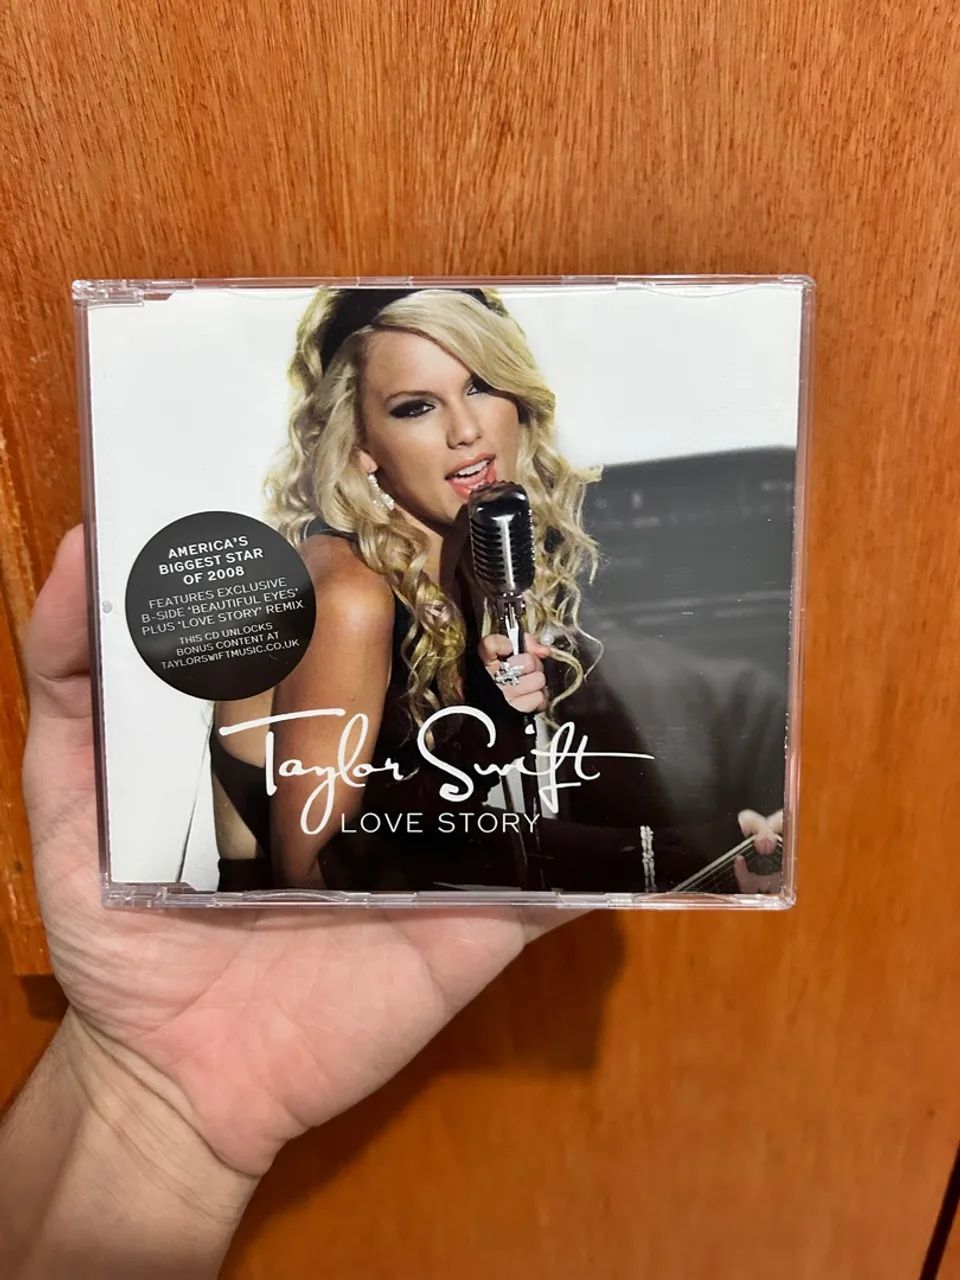 AMERICA'S
BIGGEST STAR
OF 2008
FEATURES EXCLUSIVE
B-SIDE 'BEAUTIFUL EYES'
PLUS 'LOVE STORY' REMIX
THIS CD UNLOCKS
BONUS CONTENT AT
TAYLORSWIFTMUSIC.CO.UK
Taylor Swift
LOVE STORY